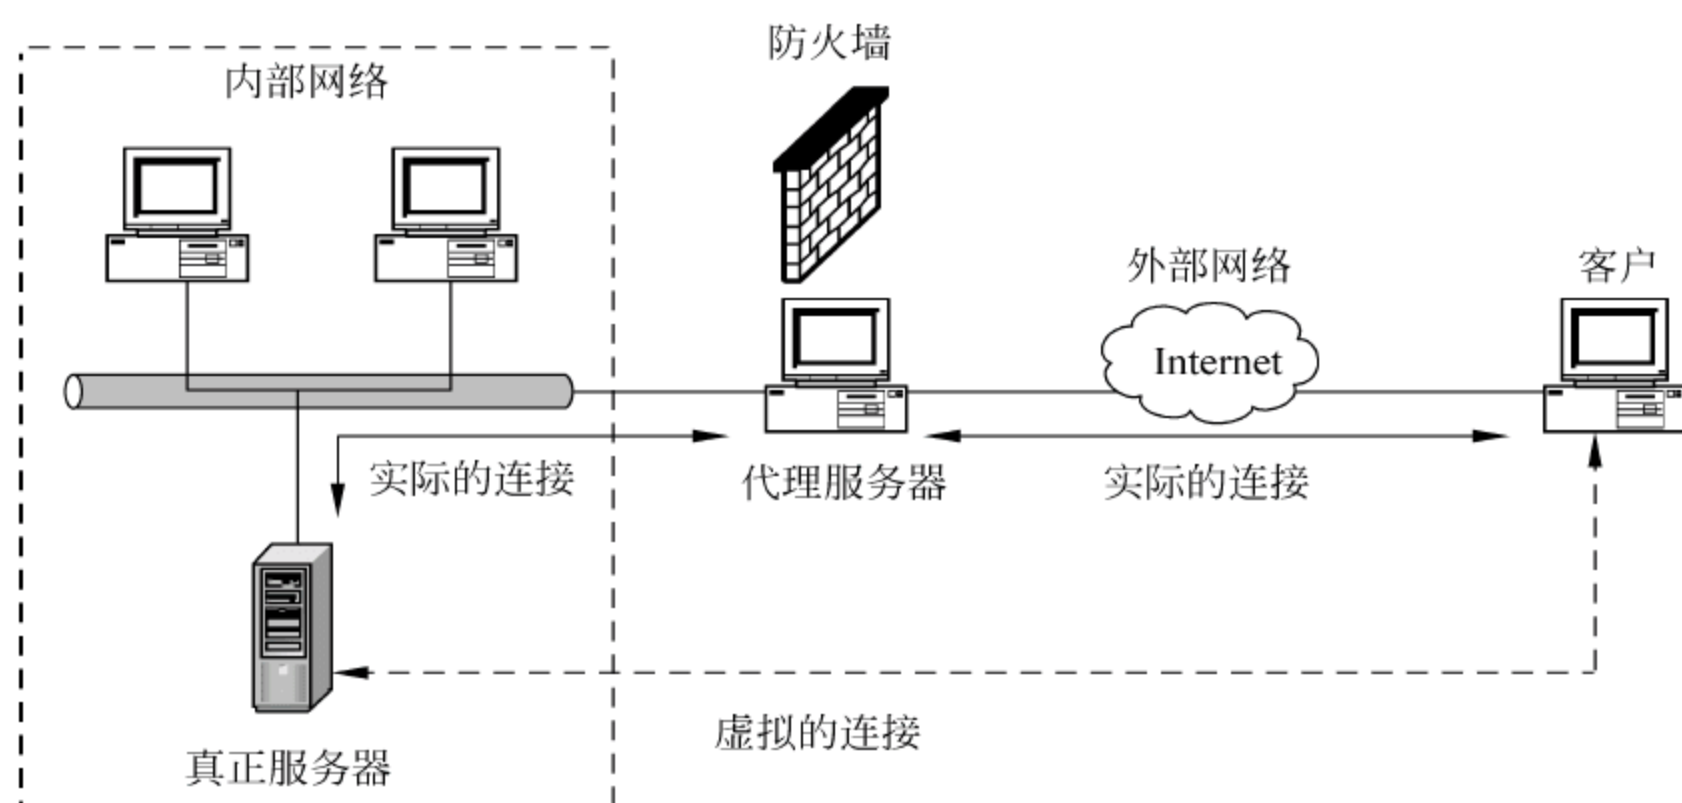 防火墙
内部网络
外部网络
客户
Internet
实际的连接
代理服务器
实际的连接
虚拟的连接
真正服务器